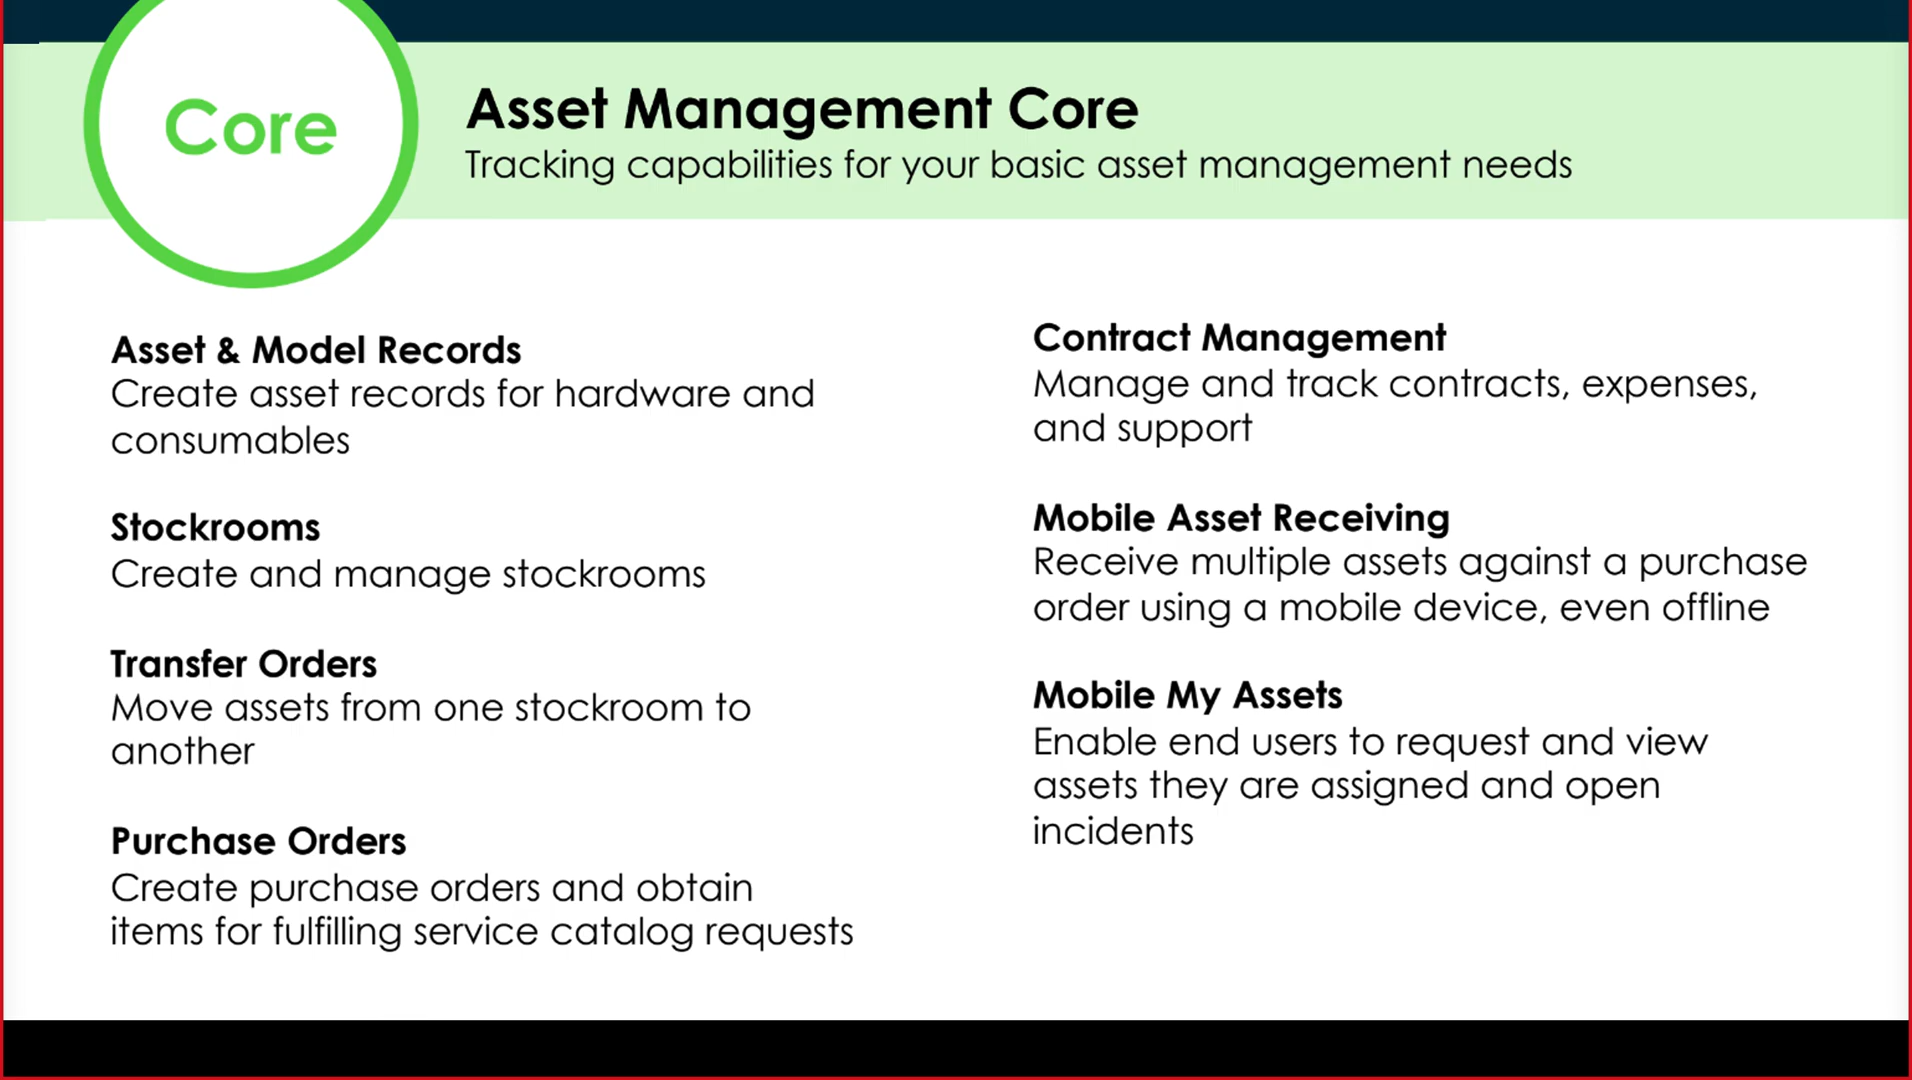 Core
Asset Management Core
Tracking capabilities for your basic asset management needs
Asset & Model Records
Create asset records for hardware and
consumables
Stockrooms
Create and manage stockrooms
Transfer Orders
Move assets from one stockroom to
another
Purchase Orders
Create purchase orders and obtain
items for fulfilling service catalog requests
Contract Management
Manage and track contracts, expenses,
and support
Mobile Asset Receiving
Receive multiple assets against a purchase
order using a mobile device, even offline
Mobile My Assets
Enable end users to request and view
assets they are assigned and open
incidents